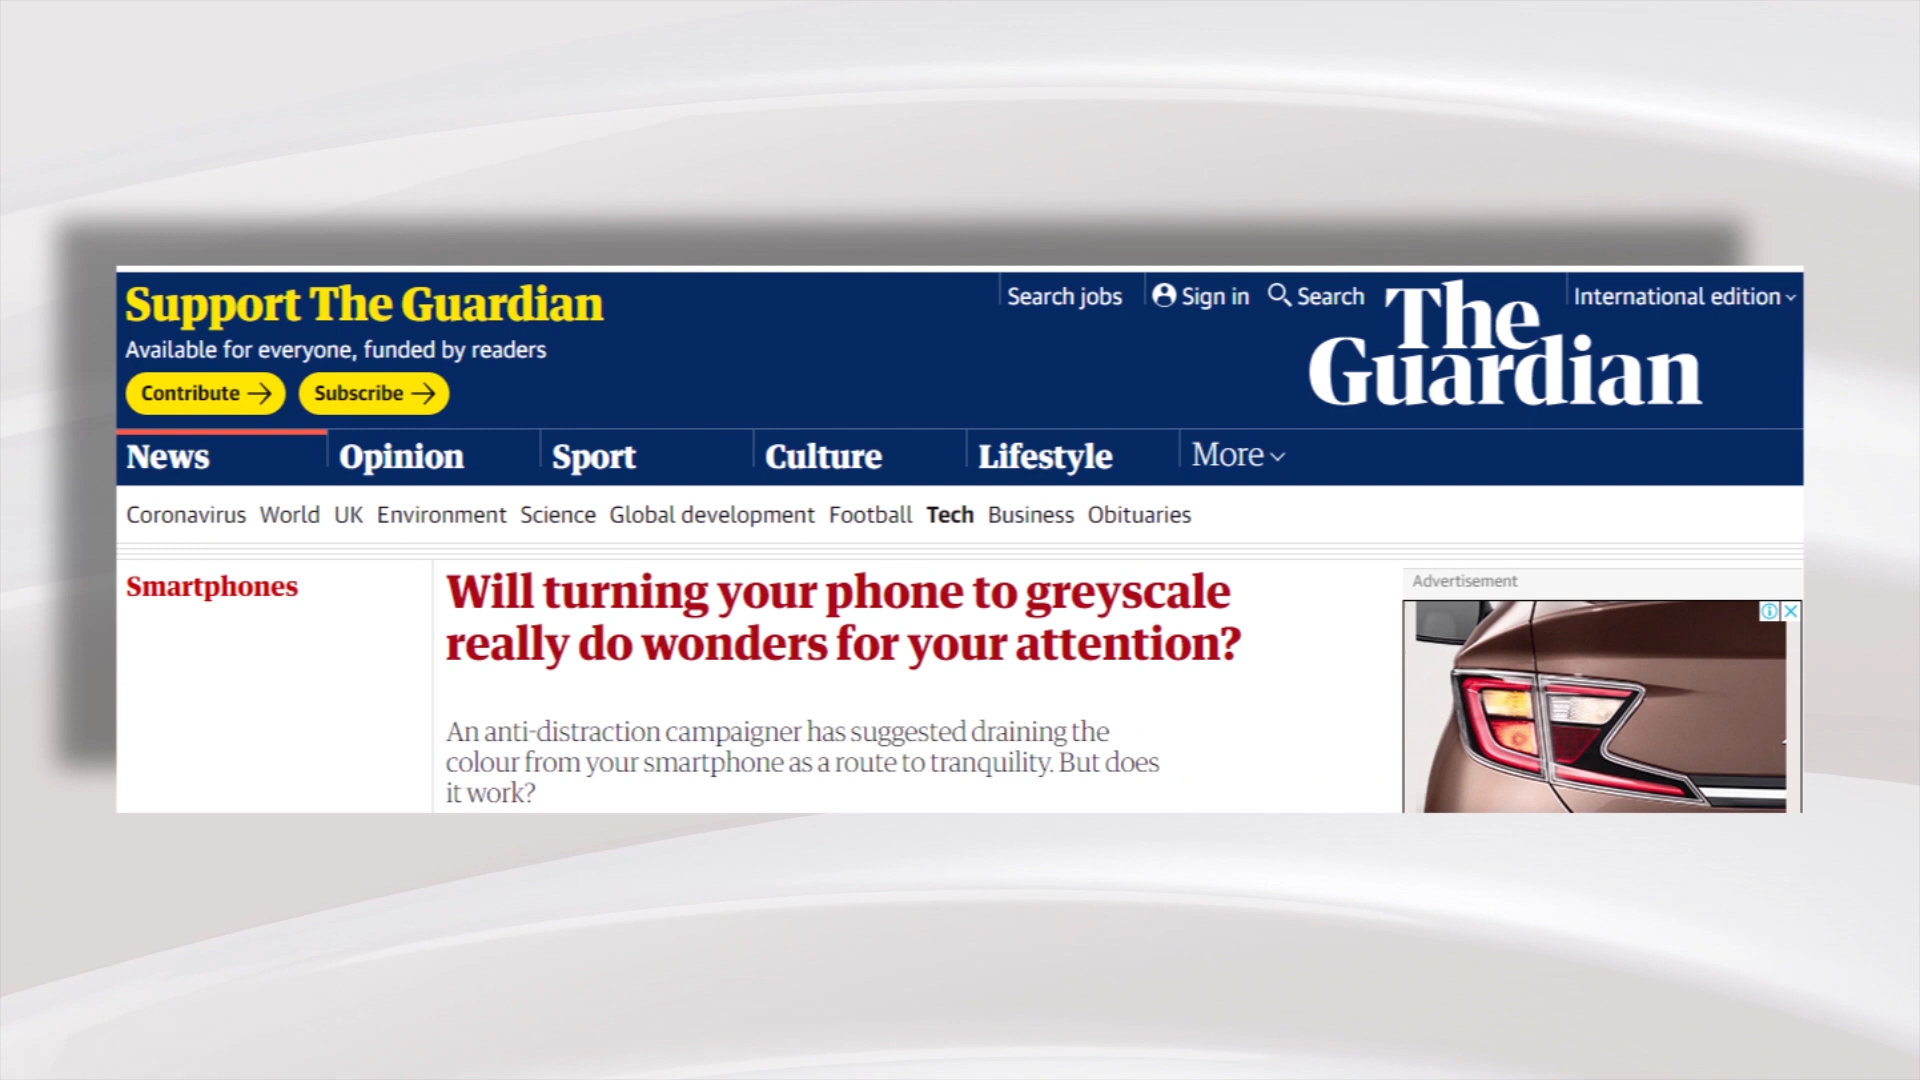 Support The Guardian
Available for everyone, funded by readers
Contribute
Subscribe
Search jobs
Sign in
Search
International edition
The
Guardian
News
Opinion
Sport
Culture
Lifestyle
More
Coronavirus World UK Environment Science Global development Football Tech Business Obituaries
Smartphones
Will turning your phone to greyscale
really do wonders for your attention?
An anti-distraction campaigner has suggested draining the
colour from your smartphone as a route to tranquility. But does
it work?
Advertisement